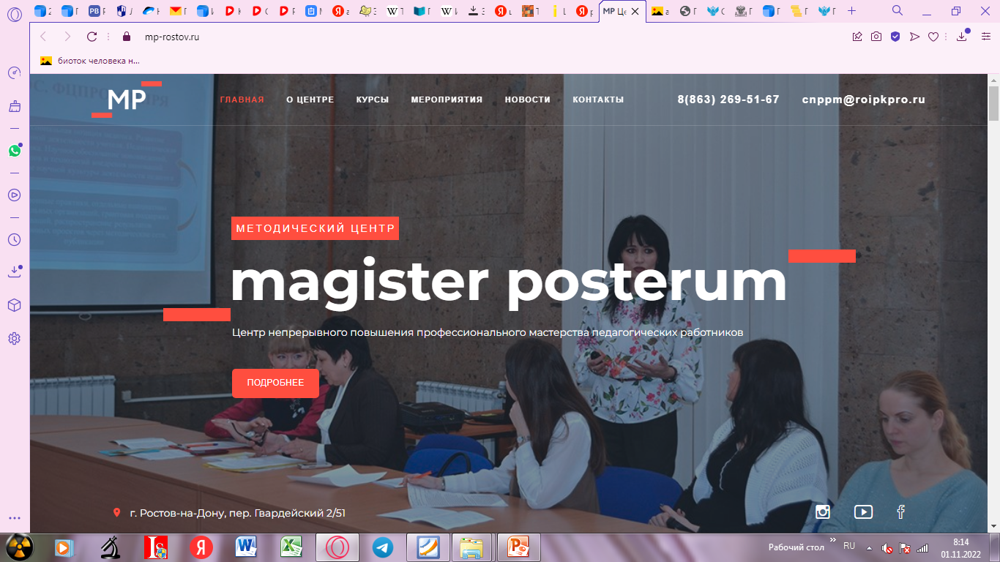 mp-rostov.ru
биоток человека н...
MP
ГЛАВНАЯ
О ЦЕНТРЕ
КУРСЫ
МЕРОПРИЯТИЯ
НОВОСТИ
КОНТАКТЫ
8(863) 269-51-67
cnppm@roipkpro.ru
МЕТОДИЧЕСКИЙ ЦЕНТР
magister posterum
Центр непрерывного повышения профессионального мастерства педагогических работников
ПОДРОБНЕЕ
г. Ростов-на-Дону, пер. Гвардейский 2/51
Рабочий стол
RU
8:14
01.11.2022